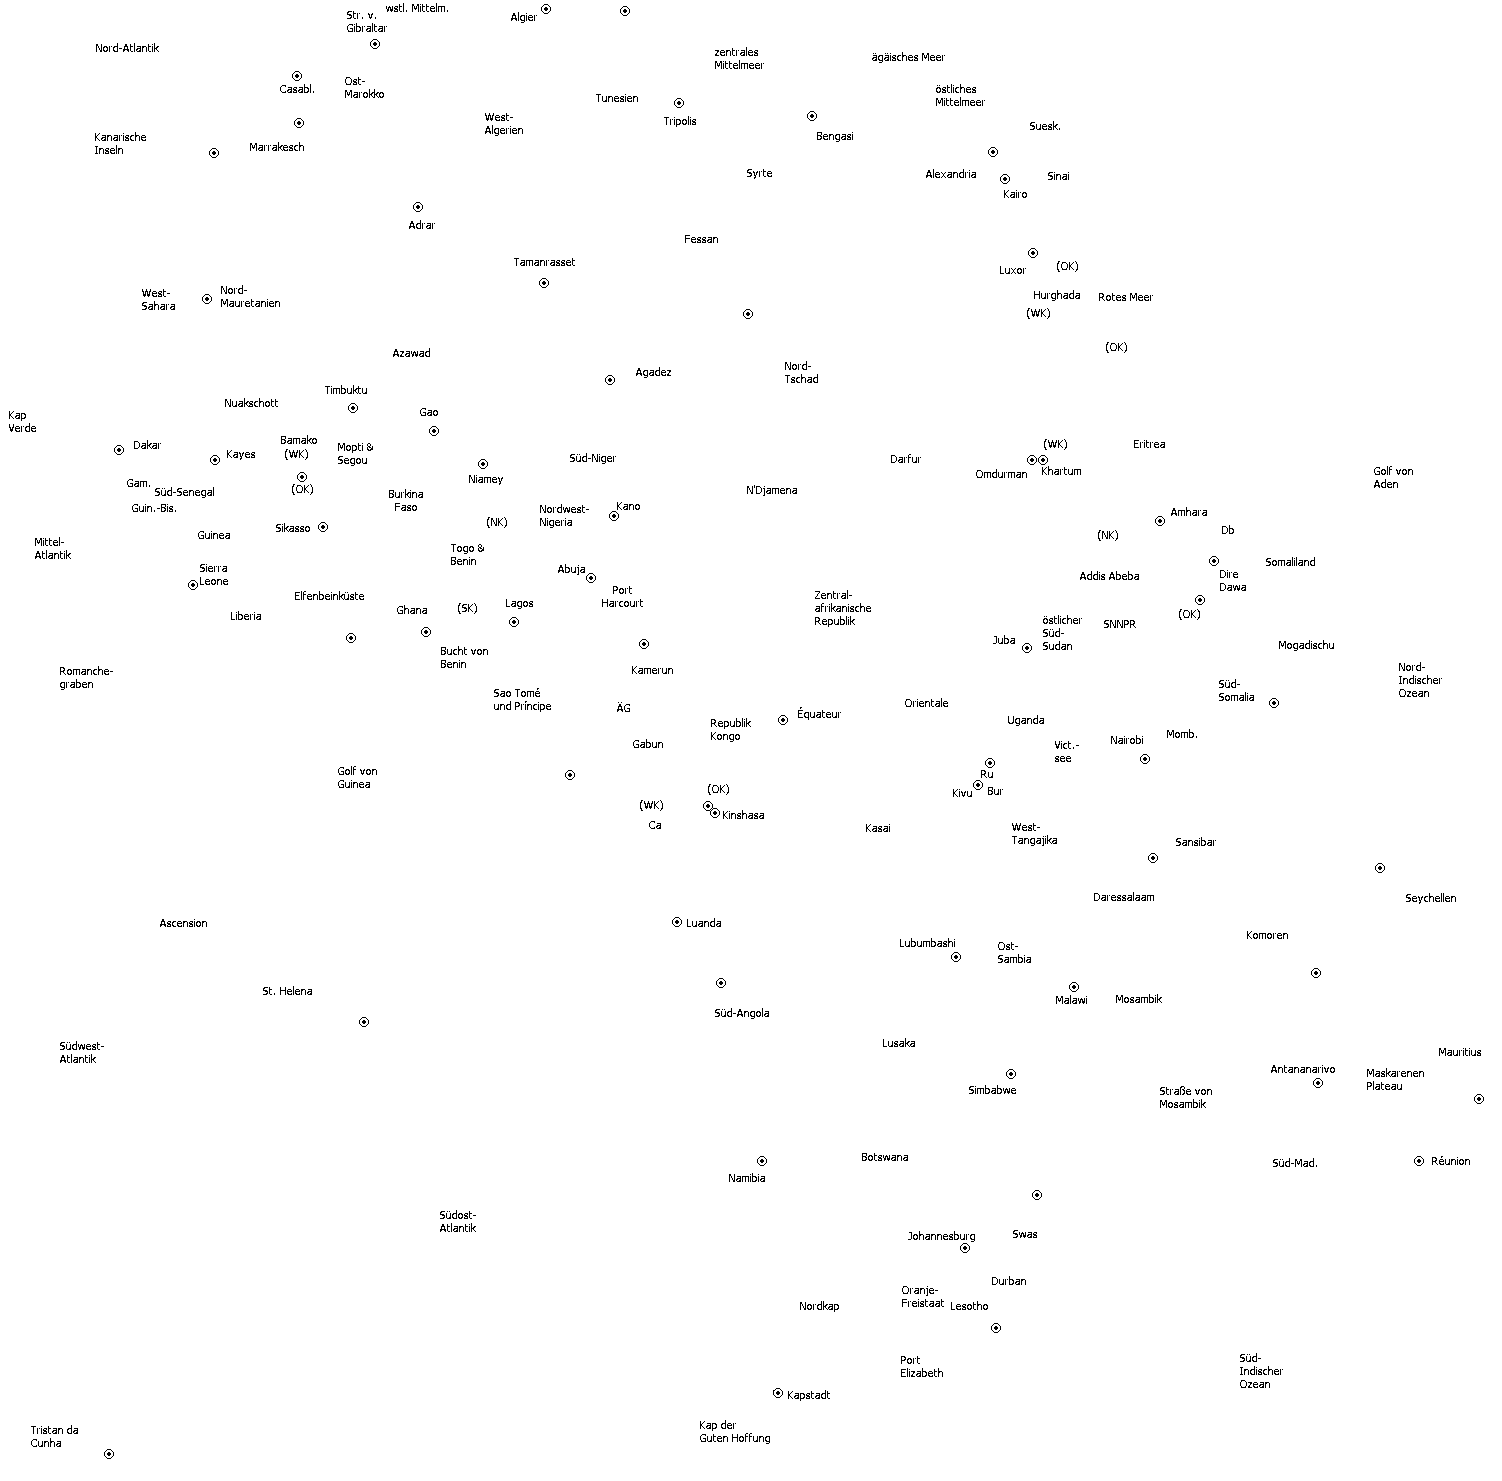 wstl. Mittelm.
Str. v.
Gibraltar
Algier
Nord-Atlantik
zentrales
Mittelmeer
ägäisches Meer
Casabl.
Ost-
Marokko
östliches
Mittelmeer
Tunesien
West-
Algerien
Tripolis
Suesk.
Bengasi
Kanarische
Inseln
Marrakesch
Syrte
Alexandria
Sinai
Kairo
Adrar
Fessan
Tamanrasset
Luxor
(OK)
West-
Sahara
Nord-
Mauretanien
Hurghada
Rotes Meer
(WK)
(OK)
Azawad
Agadez
Nord-
Tschad
Timbuktu
Nuakschott
Gao
Kap
Verde
Dakar
Kayes
Bamako
(WK)
Mopti &
Segou
(OK)
Süd-Niger
Niamey
Darfur
(WK)
Omdurman
Khartum
Eritrea
Golf von
Aden
Gam.
Süd-Senegal
Guin.-Bis.
Burkina
Faso
N'Djamena
Nordwest-
Nigeria
Kano
Amhara
Sikasso
(NK)
Guinea
(NK)
Db
Mittel-
Atlantik
Togo &
Benin
Sierra
Leone
Abuja
Addis Abeba
Dire
Dawa
Somaliland
Elfenbeinküste
Port
Harcourt
Zentral-
afrikanische
Republik
Liberia
Ghana
(SK)
Lagos
(OK)
östlicher
Süd-
Sudan
SNNPR
Juba
Mogadischu
Bucht von
Benin
Romanche-
graben
Kamerun
Nord-
Indischer
Ozean
Sao Tomé
und Príncipe
ÄG
Süd-
Somalia
Orientale
Équateur
Republik
Kongo
Uganda
Gabun
Vict.-
see
Nairobi
Momb.
Golf von
Guinea
Ru
Kivu
Bur
(OK)
(WK)
Kinshasa
Ca
Kasai
West-
Tangajika
Sansibar
Daressalaam
Seychellen
Ascension
Luanda
Lubumbashi
Ost-
Sambia
Komoren
St. Helena
Malawi
Mosambik
Süd-Angola
Südwest-
Atlantik
Lusaka
Mauritius
Antananarivo
Maskarenen
Plateau
Simbabwe
Straße von
Mosambik
Botswana
Süd-Mad.
Réunion
Namibia
Südost-
Atlantik
Johannesburg
Swas
Durban
Oranje-
Freistaat
Lesotho
Nordkap
Port
Elizabeth
Süd-
Indischer
Ozean
Kapstadt
Kap der
Guten Hoffung
Tristan da
Cunha